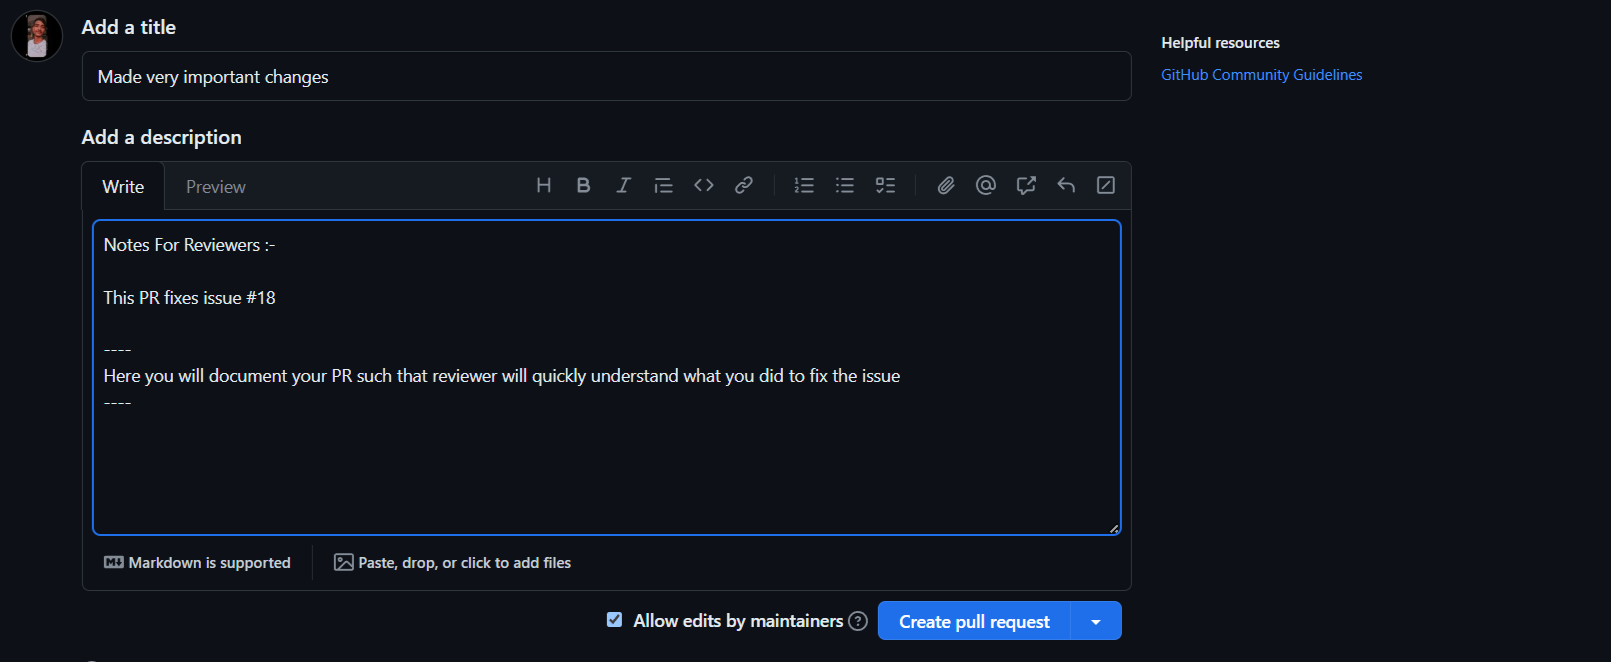 Add a title
Helpful resources
Made very important changes
GitHub Community Guidelines
Add a description
Write
Preview
Notes For Reviewers :-
This PR fixes issue #18
----
Here you will document your PR such that reviewer will quickly understand what you did to fix the issue
----
Markdown is supported
Paste, drop, or click to add files
Allow edits by maintainers
Create pull request